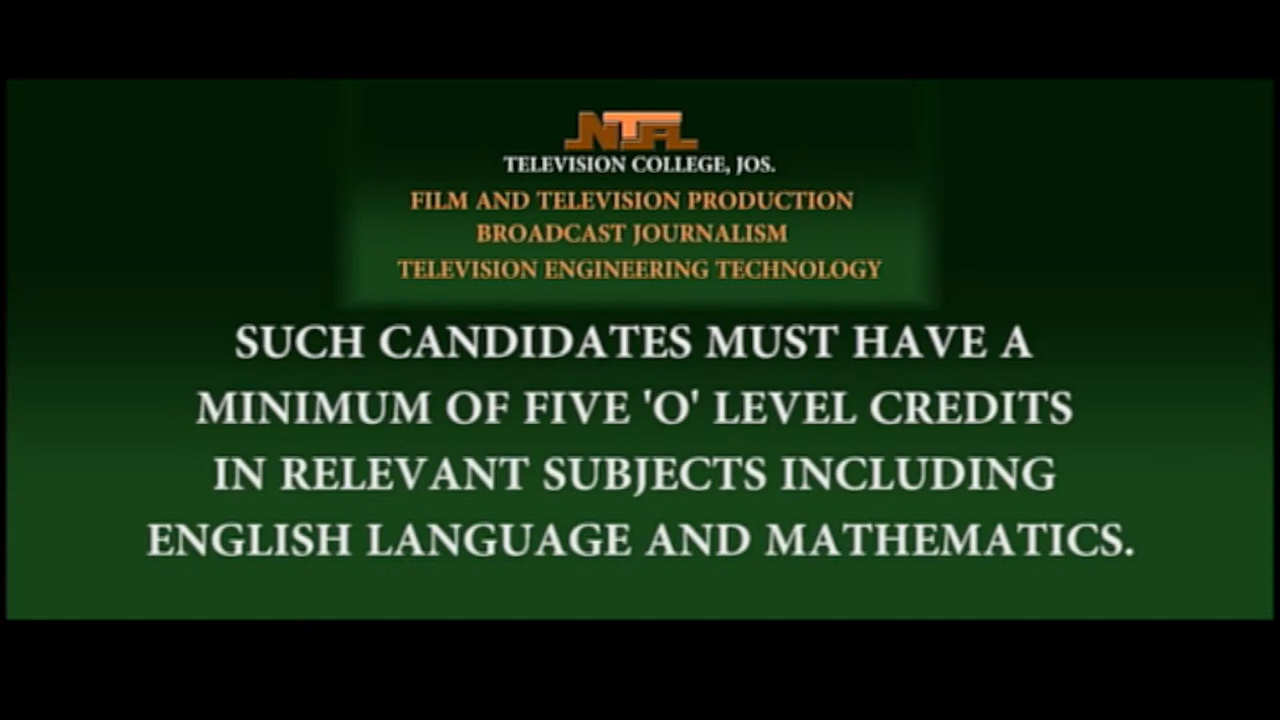 NTA
TELEVISION COLLEGE, JOS.
FILM AND TELEVISION PRODUCTION
BROADCAST JOURNALISM
TELEVISION ENGINEERING TECHNOLOGY
SUCH CANDIDATES MUST HAVE A
MINIMUM OF FIVE 'O' LEVEL CREDITS
IN RELEVANT SUBJECTS INCLUDING
ENGLISH LANGUAGE AND MATHEMATICS.